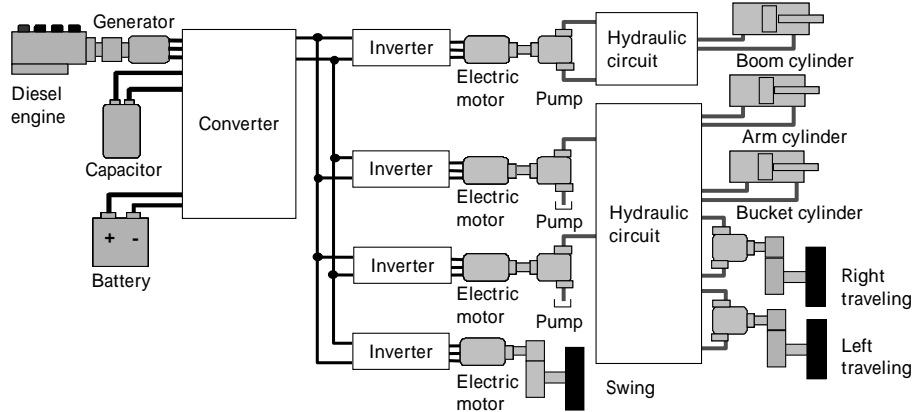 Generator
Diesel
engine
Capacitor
+ -
Battery
Converter
Inverter
Electric
motor
Pump
Hydraulic
circuit
Boom cylinder
Inverter
Electric
motor
Pump
Hydraulic
circuit
Arm cylinder
Bucket cylinder
Inverter
Electric
motor
Pump
Right
traveling
Left
traveling
Inverter
Electric
motor
Swing